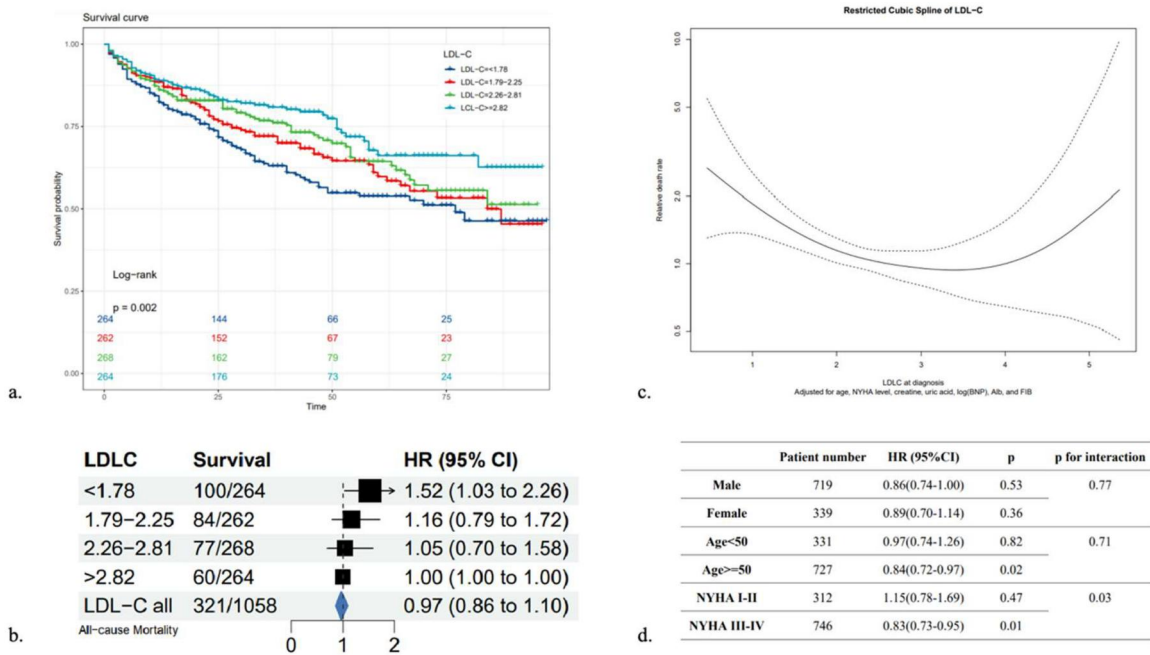 Survival curve
1.00
0.75
0.50
0.25
0.00
Survival probability
LDL-C
LDL-C=<1.78
LDL-C=1.79-2.25
LDL-C=2.26-2.81
LCL-C>=2.82
Log-rank
p = 0.002
264 144 66 25
262 152 67 23
268 162 79 27
264 176 73 24
0 25 50 75
Time
a.
Restricted Cubic Spline of LDL-C
10.0
5.0
2.0
1.0
0.5
Relative death rate
1 2 3 4 5
LDLC at diagnosis
Adjusted for age, NYHA level, creatine, uric acid, log(BNP), Alb, and FIB
c.
LDLC Survival HR (95% CI)
<1.78 100/264 1.52 (1.03 to 2.26)
1.79-2.25 84/262 1.16 (0.79 to 1.72)
2.26-2.81 77/268 1.05 (0.70 to 1.58)
>2.82 60/264 1.00 (1.00 to 1.00)
LDL-C all 321/1058 0.97 (0.86 to 1.10)
All-cause Mortality
0 1 2
b.
Patient number HR (95%CI) p p for interaction
Male 719 0.86(0.74-1.00) 0.53 0.77
Female 339 0.89(0.70-1.14) 0.36
Age<50 331 0.97(0.74-1.26) 0.82 0.71
Age>=50 727 0.84(0.72-0.97) 0.02
NYHA I-II 312 1.15(0.78-1.69) 0.47 0.03
NYHA III-IV 746 0.83(0.73-0.95) 0.01
d.